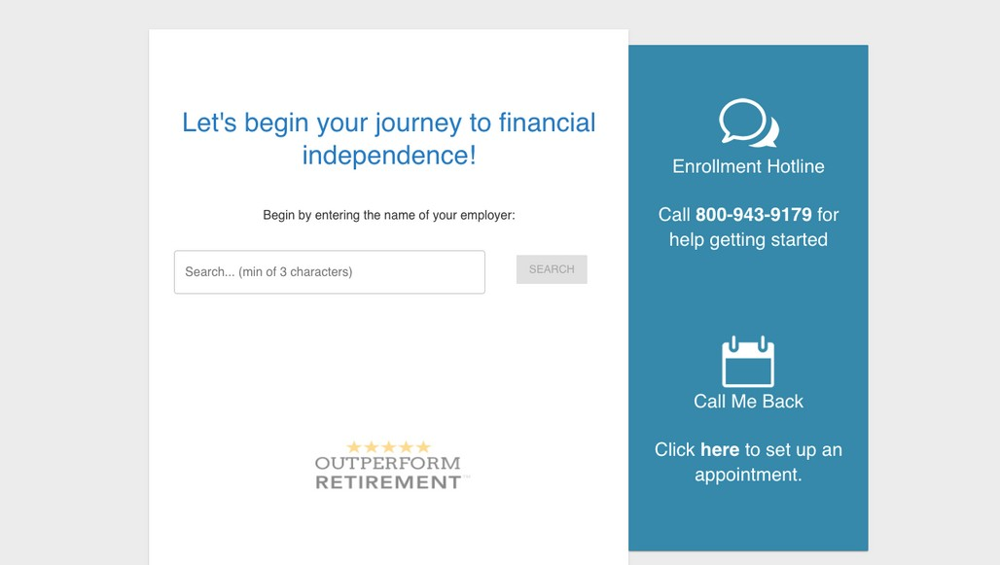 Let's begin your journey to financial
independence!
Begin by entering the name of your employer:
Search... (min of 3 characters)
SEARCH
OUTPERFORM
RETIREMENT
Enrollment Hotline
Call 800-943-9179 for
help getting started
Call Me Back
Click here to set up an
appointment.